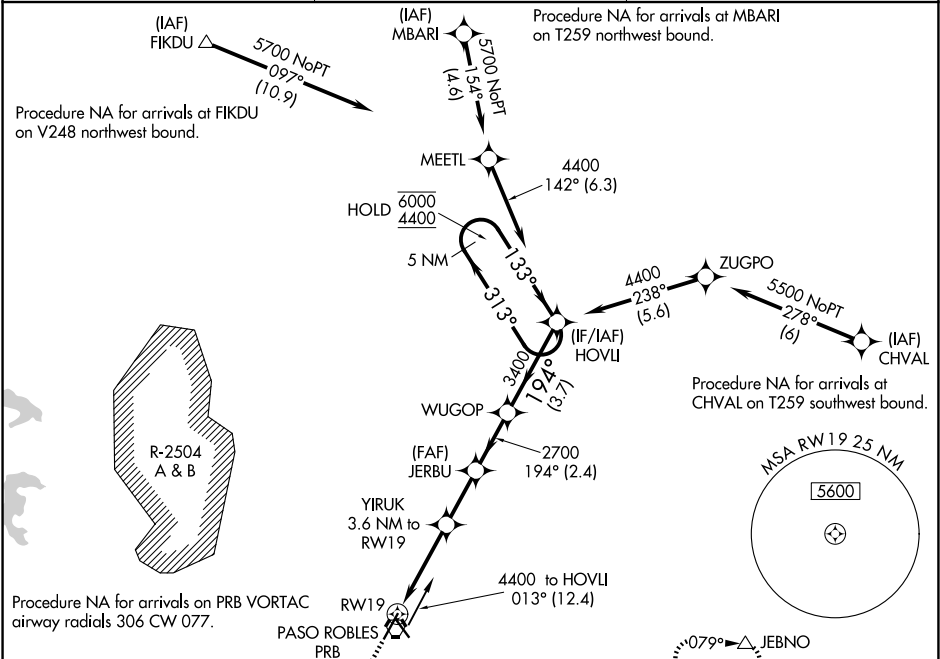 (IAF)
FIKDU
5700 NoPT
097°
(10.9)
Procedure NA for arrivals at FIKDU
on V248 northwest bound.
(IAF)
MBARI
5700 NoPT
154°
(4.6)
Procedure NA for arrivals at MBARI
on T259 northwest bound.
MEETL
4400
142° (6.3)
HOLD 6000
4400
5 NM
133°
313°
ZUGPO
4400
238°
(5.6)
5500 NoPT
278°
(6)
(IAF)
CHVAL
(IF/IAF)
HOVLI
Procedure NA for arrivals at
CHVAL on T259 southwest bound.
3400
194°
(3.7)
WUGOP
2700
194° (2.4)
(FAF)
JERBU
R-2504
A & B
YIRUK
3.6 NM to
RW19
MSA RW19 25 NM
5600
4400 to HOVLI
013° (12.4)
Procedure NA for arrivals on PRB VORTAC
airway radials 306 CW 077.
RW19
PASO ROBLES
PRB
079°
JEBNO